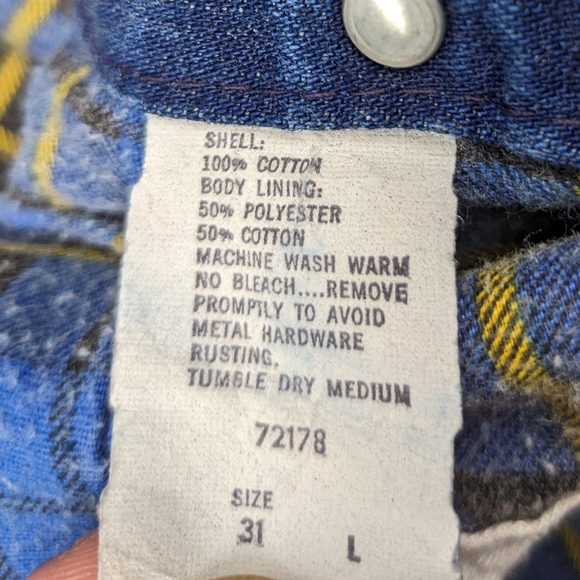 SHELL:
100% COTTON
BODY LINING:
50% POLYESTER
50% COTTON
MACHINE WASH WARM
NO BLEACH....REMOVE
PROMPTLY TO AVOID
METAL HARDWARE
RUSTING.
TUMBLE DRY MEDIUM
72178
SIZE
31 L